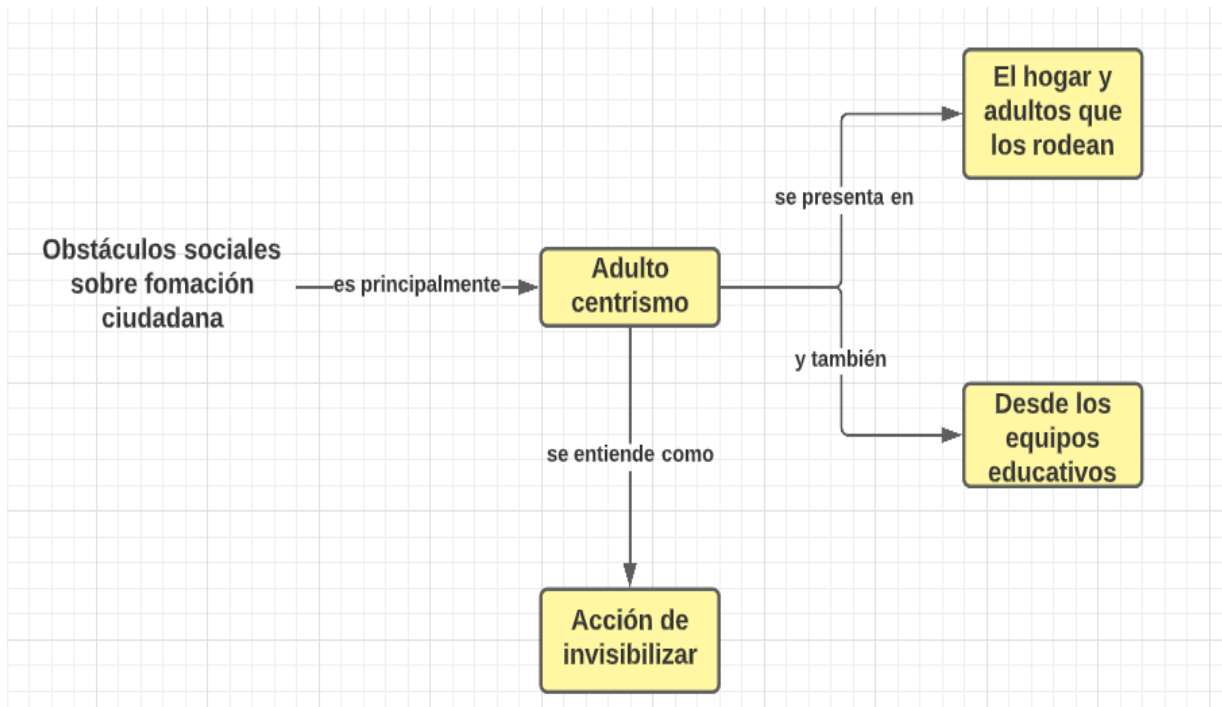 Obstáculos sociales
sobre fomación
ciudadana
es principalmente
Adulto
centrismo
se presenta en
El hogar y
adultos que
los rodean
y también
Desde los
equipos
educativos
se entiende como
Acción de
invisibilizar